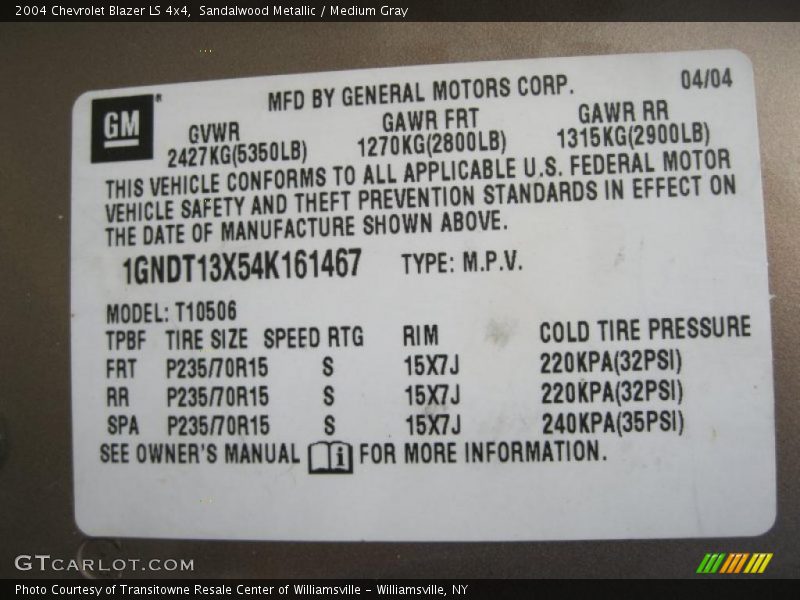 2004 Chevrolet Blazer LS 4x4, Sandalwood Metallic / Medium Gray
GM® MFD BY GENERAL MOTORS CORP. 04/04
GVWR GAWR FRT GAWR RR
2427KG(5350LB) 1270KG(2800LB) 1315KG(2900LB)
THIS VEHICLE CONFORMS TO ALL APPLICABLE U.S. FEDERAL MOTOR
VEHICLE SAFETY AND THEFT PREVENTION STANDARDS IN EFFECT ON
THE DATE OF MANUFACTURE SHOWN ABOVE.
1GNDT13X54K161467 TYPE: M.P.V.
MODEL: T10506
TPBF TIRE SIZE SPEED RTG RIM COLD TIRE PRESSURE
FRT P235/70R15 S 15X7J 220KPA(32PSI)
RR P235/70R15 S 15X7J 220KPA(32PSI)
SPA P235/70R15 S 15X7J 240KPA(35PSI)
SEE OWNER'S MANUAL i FOR MORE INFORMATION.
GTcarlot.com
Photo Courtesy of Transitowne Resale Center of Williamsville - Williamsville, NY